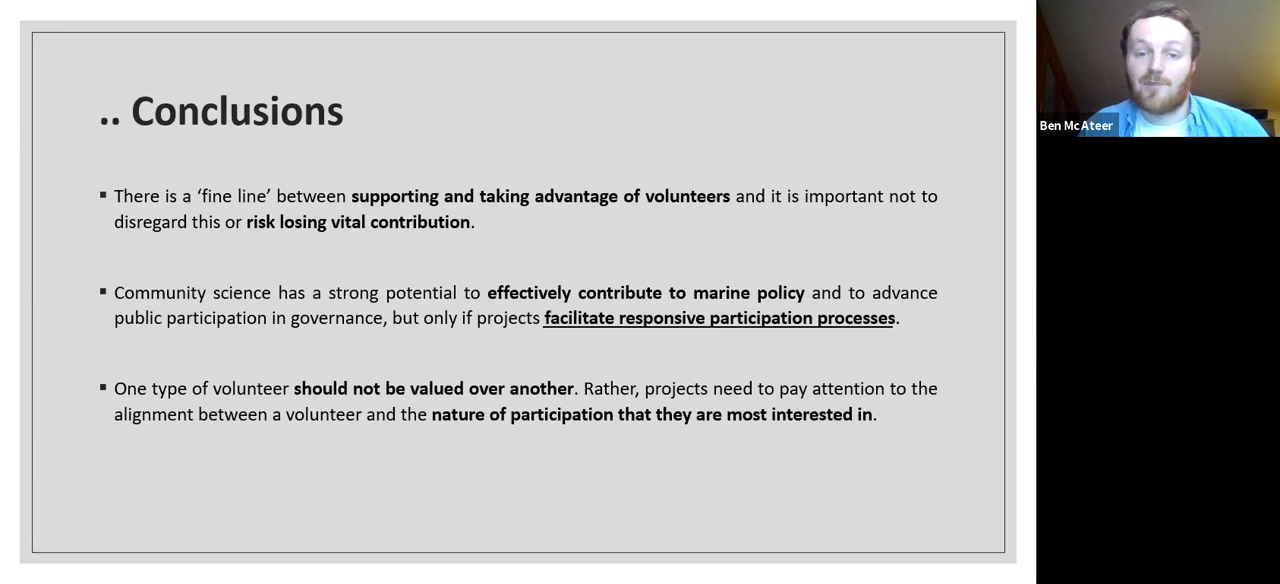 .. Conclusions
▪ There is a ‘fine line’ between supporting and taking advantage of volunteers and it is important not to
disregard this or risk losing vital contribution.
▪ Community science has a strong potential to effectively contribute to marine policy and to advance
public participation in governance, but only if projects facilitate responsive participation processes.
▪ One type of volunteer should not be valued over another. Rather, projects need to pay attention to the
alignment between a volunteer and the nature of participation that they are most interested in.
Ben McAteer